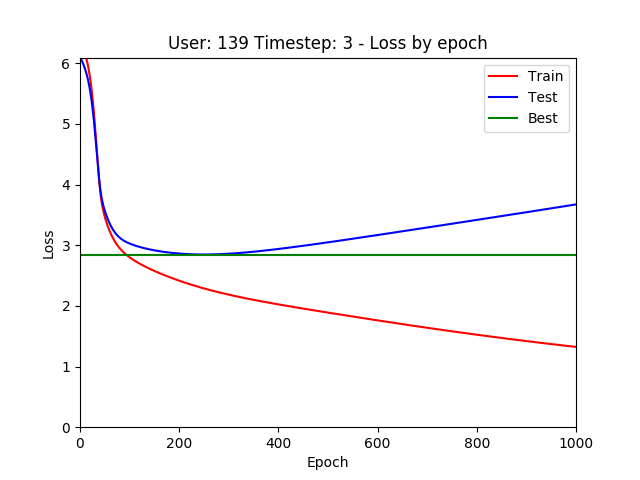 User: 139 Timestep: 3 - Loss by epoch
Train
Test
Best
6
5
4
3
2
1
0
Loss
0 200 400 600 800 1000
Epoch